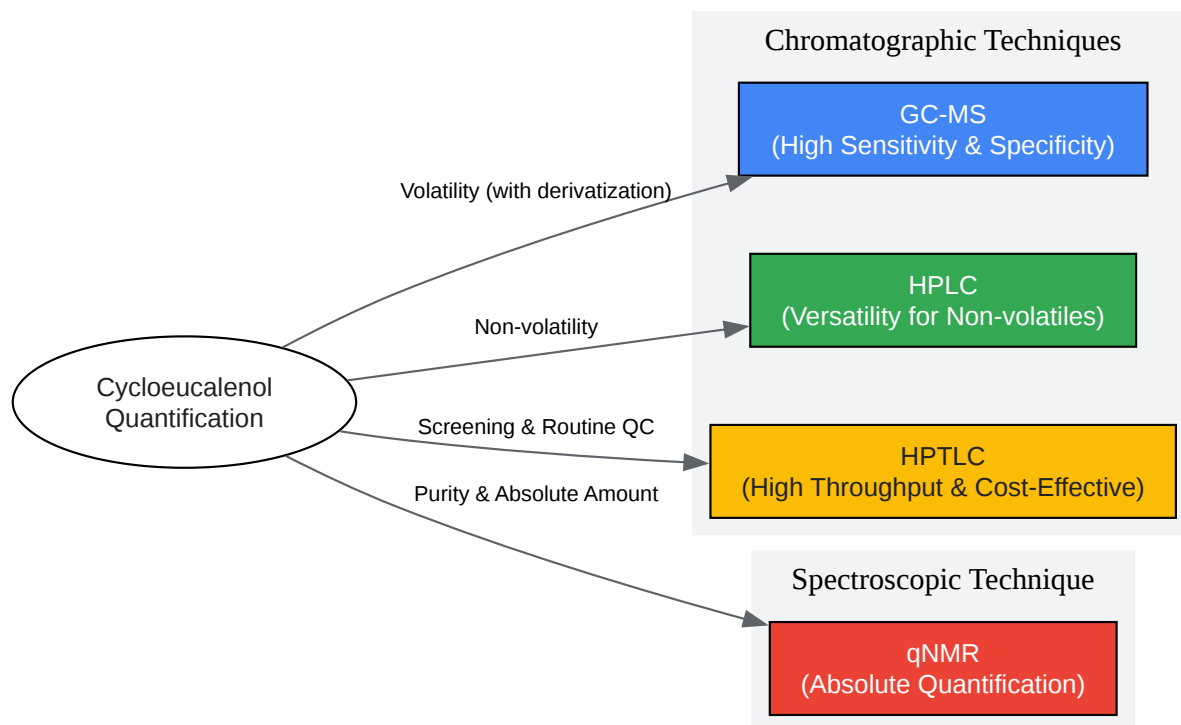 Chromatographic Techniques
GC-MS
(High Sensitivity & Specificity)
Volatility (with derivatization)
HPLC
(Versatility for Non-volatiles)
Non-volatility
Cycloeucalenol
Quantification
Screening & Routine QC
HPTLC
(High Throughput & Cost-Effective)
Purity & Absolute Amount
Spectroscopic Technique
qNMR
(Absolute Quantification)